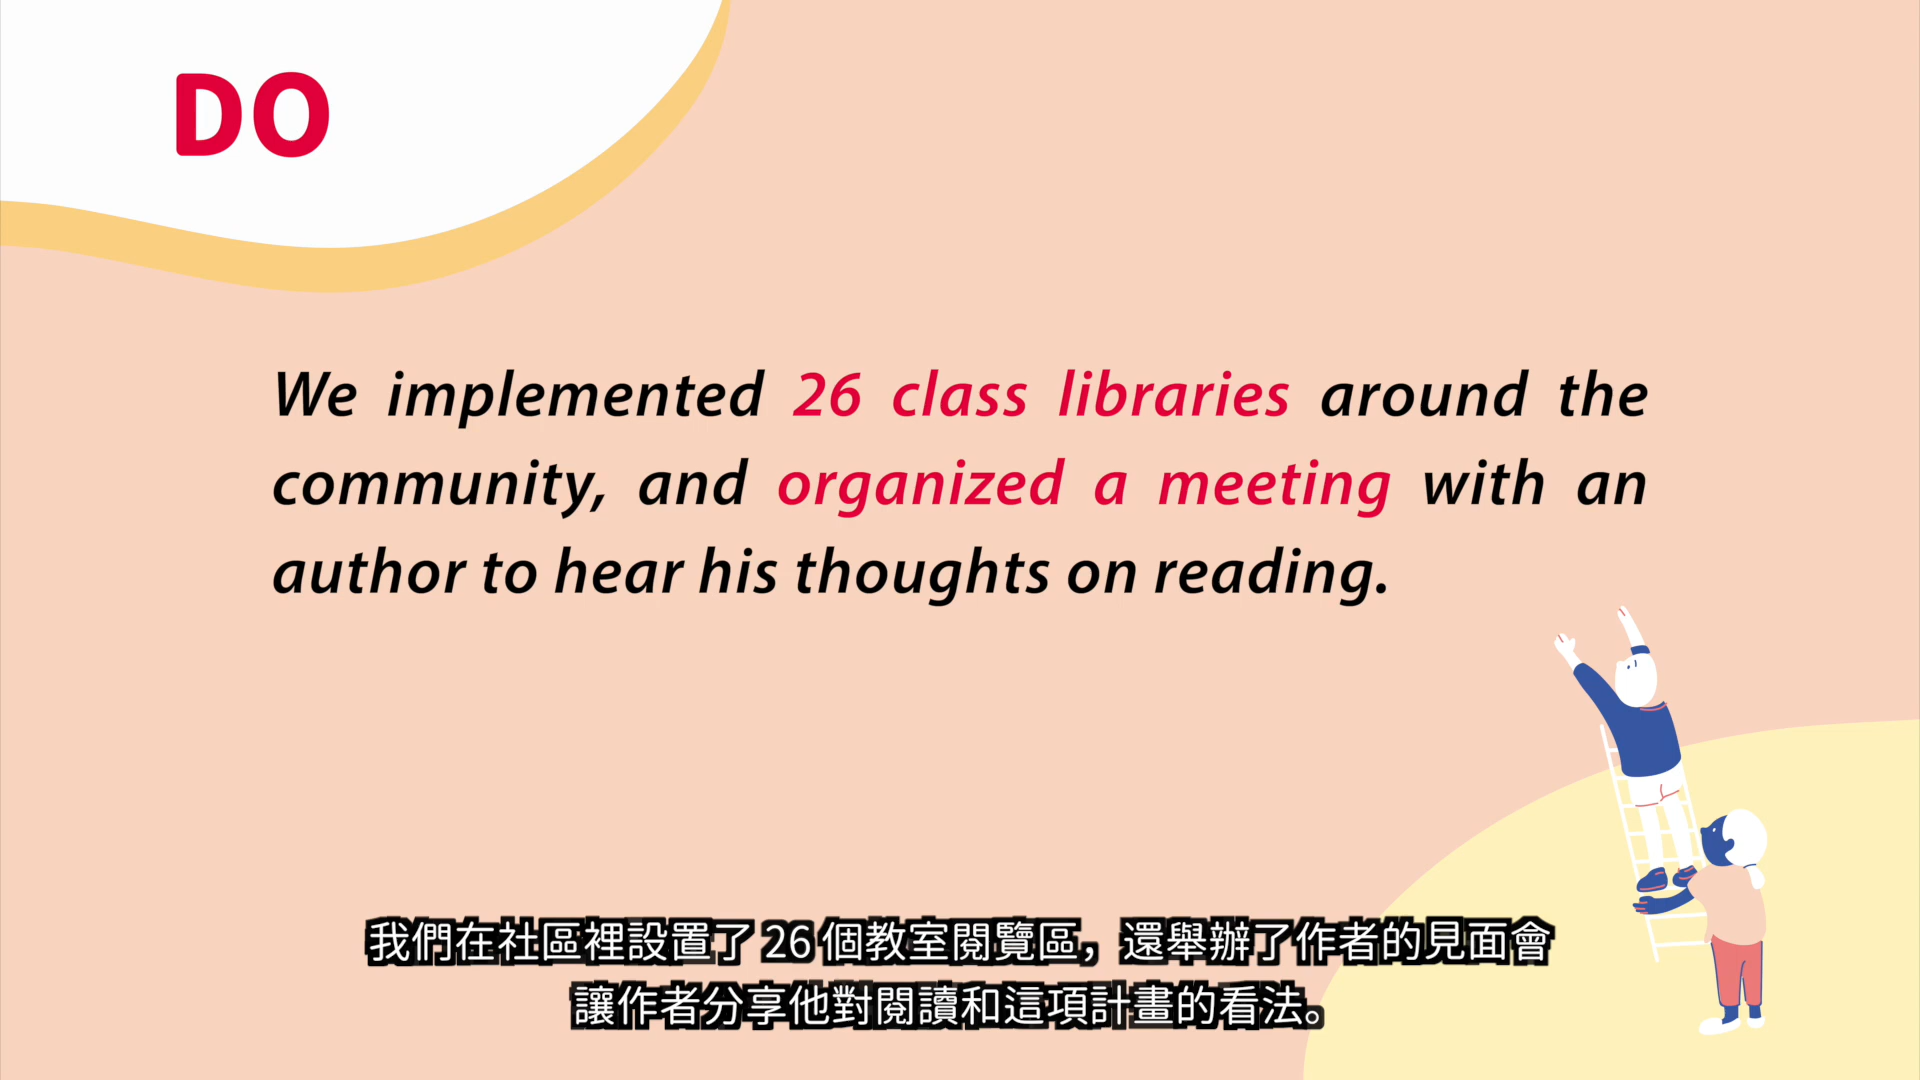 DO
We implemented 26 class libraries around the
community, and organized a meeting with an
author to hear his thoughts on reading.
我們在社區裡設置了 26 個教室閱覽區，還舉辦了作者的見面會
讓作者分享他對閱讀和這項計畫的看法。